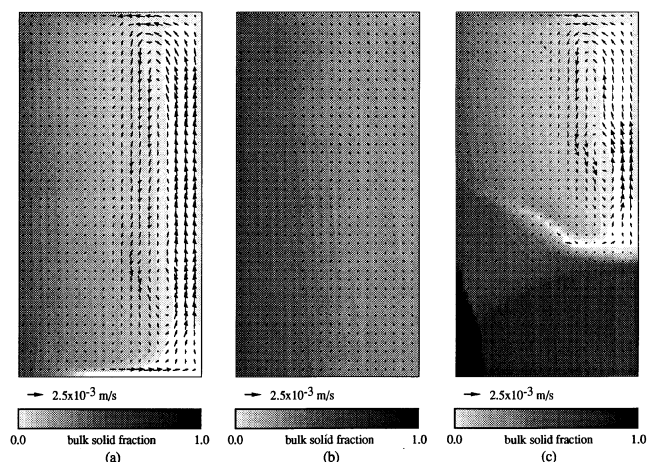 2.5x10-3 m/s
2.5x10-3 m/s
2.5x10-3 m/s
0.0 bulk solid fraction 1.0
0.0 bulk solid fraction 1.0
0.0 bulk solid fraction 1.0
(a)
(b)
(c)